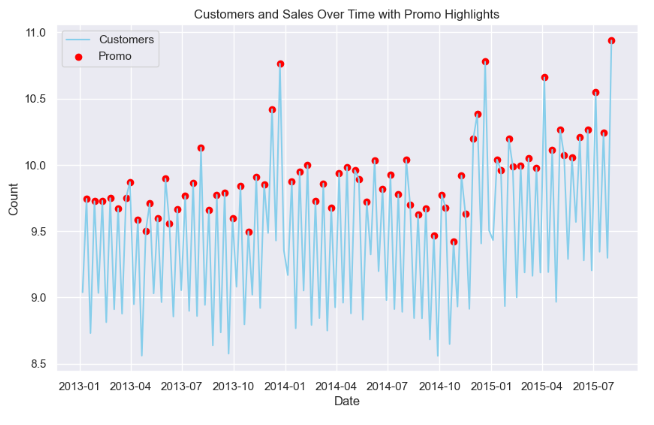 Customers and Sales Over Time with Promo Highlights
Customers
Promo
11.0
10.5
10.0
9.5
9.0
8.5
Count
2013-01 2013-04 2013-07 2013-10 2014-01 2014-04 2014-07 2014-10 2015-01 2015-04 2015-07
Date